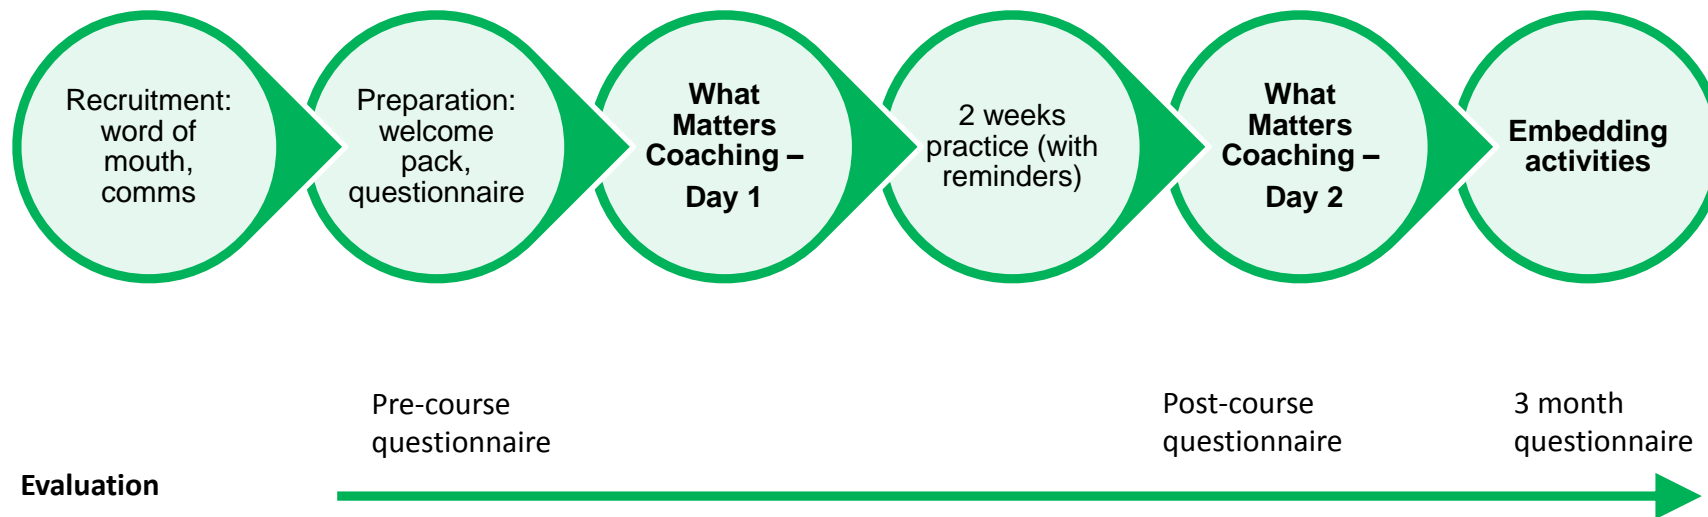 Recruitment:
word of
mouth,
comms
Preparation:
welcome
pack,
questionnaire
What
Matters
Coaching –
Day 1
2 weeks
practice (with
reminders)
What
Matters
Coaching –
Day 2
Embedding
activities
Pre-course
questionnaire
Post-course
questionnaire
3 month
questionnaire
Evaluation